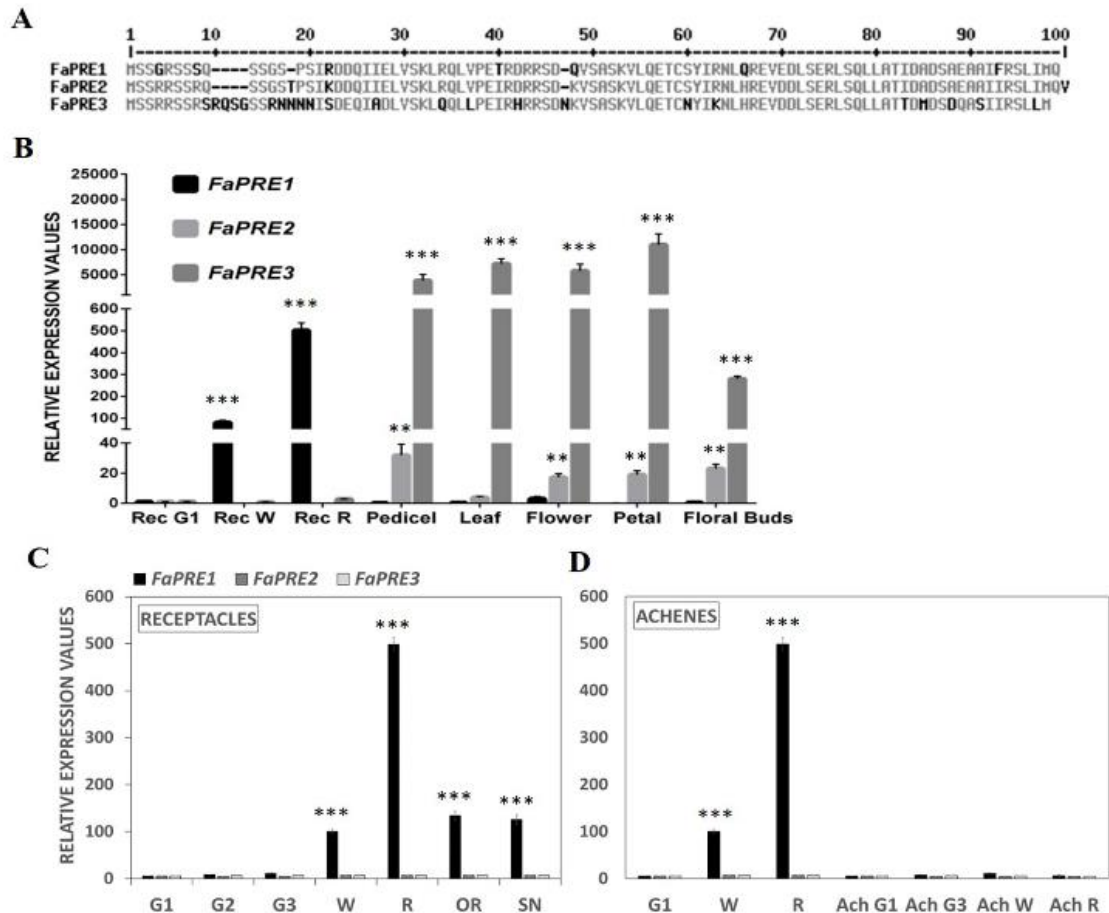 A
1 10 20 30 40 50 60 70 80 90 100
FaPRE1 MSSGRSSSQ----SSGS-PSIRDDQIIELVSKLRQLVPETRDRRSD-QVSASKVLQETCSYIRNLQREVEDLSERLSQLLATIDADSAEAAIFRSLIMQ
FaPRE2 MSSRRSSRQ----SSGSTPSIKDDQIIELVSKLRQLVPEIRDRRSD-KVSASKVLQETCSYIRNLHREVEDLSERLSQLLATIDADSAEAAIIRSLIMQV
FaPRE3 MSSRRSSRSRQSGSSRNNNNISDEQIADLVSKLQQLLPEIRHRRSDNKVSASKVLQETCNYIKNLHREVEDLSERLSQLLATTDMDSDQASIIRSLLM
B
RELATIVE EXPRESSION VALUES
25000
20000
15000
10000
5000
600
500
400
300
200
100
40
20
0
FaPRE1
FaPRE2
FaPRE3
*** *** ** *** *** ** *** ** *** ** ***
Rec G1 Rec W Rec R Pedicel Leaf Flower Petal Floral Buds
C
FaPRE1 FaPRE2 FaPRE3
RELATIVE EXPRESSION VALUES
600
500
400
300
200
100
0
RECEPTACLES
*** *** *** ***
G1 G2 G3 W R OR SN
D
600
500
400
300
200
100
0
ACHENES
*** ***
G1 W R Ach G1 Ach G3 Ach W Ach R